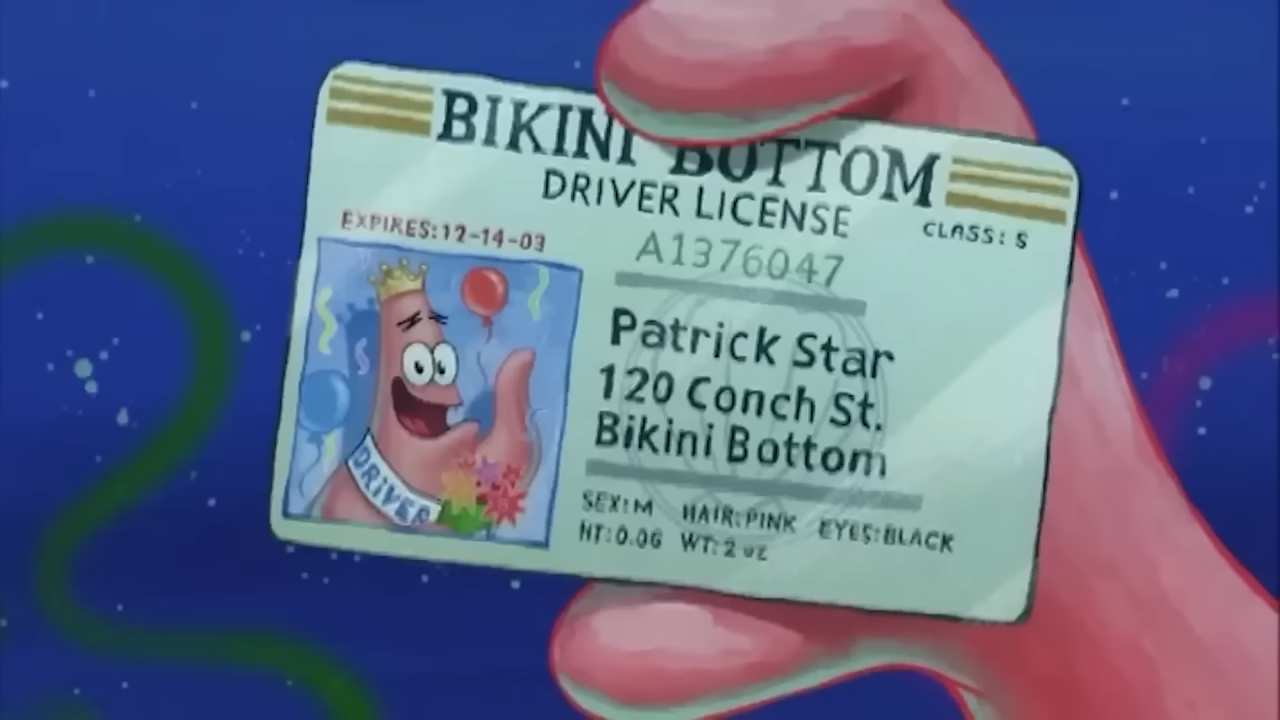 BIKINI BOTTOM
DRIVER LICENSE
CLASS: S
EXPIRES:12-14-03
A1376047
Patrick Star
120 Conch St.
Bikini Bottom
DRIVER
SEX:M HAIR:PINK EYES:BLACK
HT:0.06 WT:2 oz